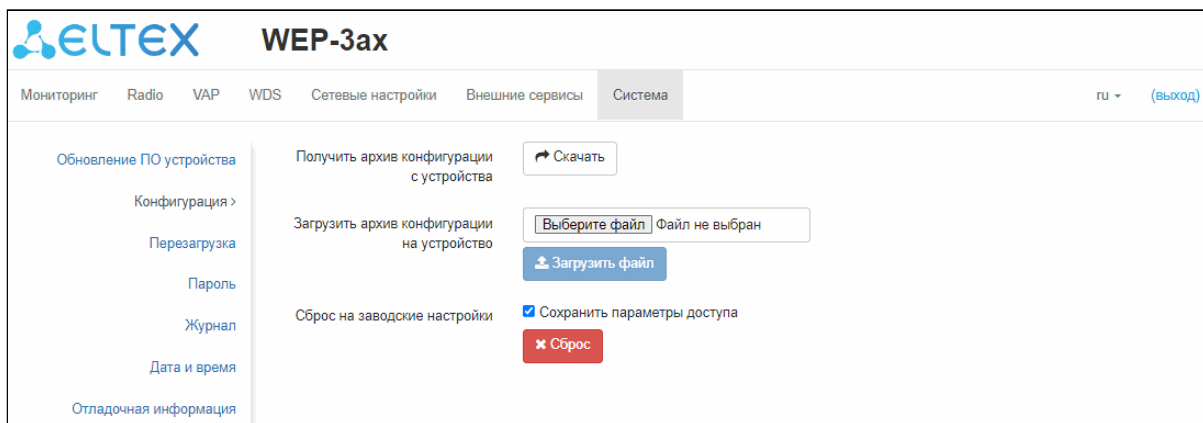 ELTEX WEP-3ax
Мониторинг Radio VAP WDS Сетевые настройки Внешние сервисы Система ru (выход)
Обновление ПО устройства
Конфигурация >
Перезагрузка
Пароль
Журнал
Дата и время
Отладочная информация
Получить архив конфигурации
с устройства
Скачать
Загрузить архив конфигурации
на устройство
Выберите файл Файл не выбран
Загрузить файл
Сброс на заводские настройки
Сохранить параметры доступа
Сброс